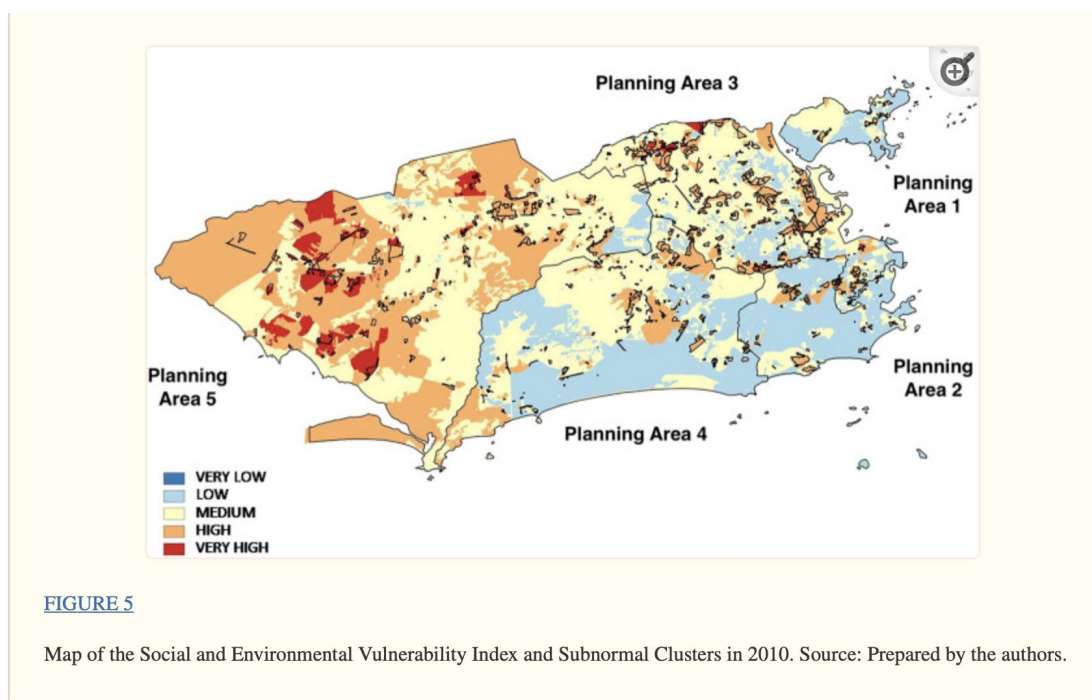 Planning Area 3
Planning
Area 1
Planning
Area 5
Planning
Area 2
Planning Area 4
VERY LOW
LOW
MEDIUM
HIGH
VERY HIGH
FIGURE 5
Map of the Social and Environmental Vulnerability Index and Subnormal Clusters in 2010. Source: Prepared by the authors.